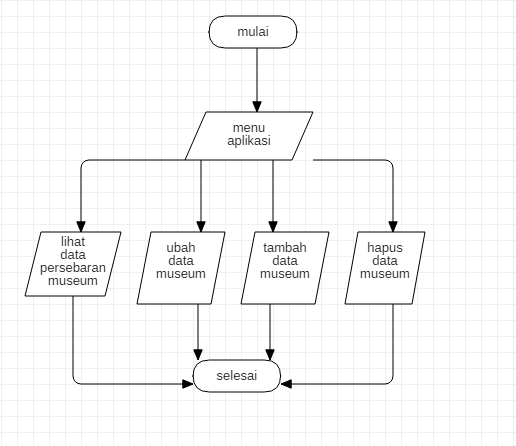 mulai
menu
aplikasi
lihat
data
persebaran
museum
ubah
data
museum
tambah
data
museum
hapus
data
museum
selesai